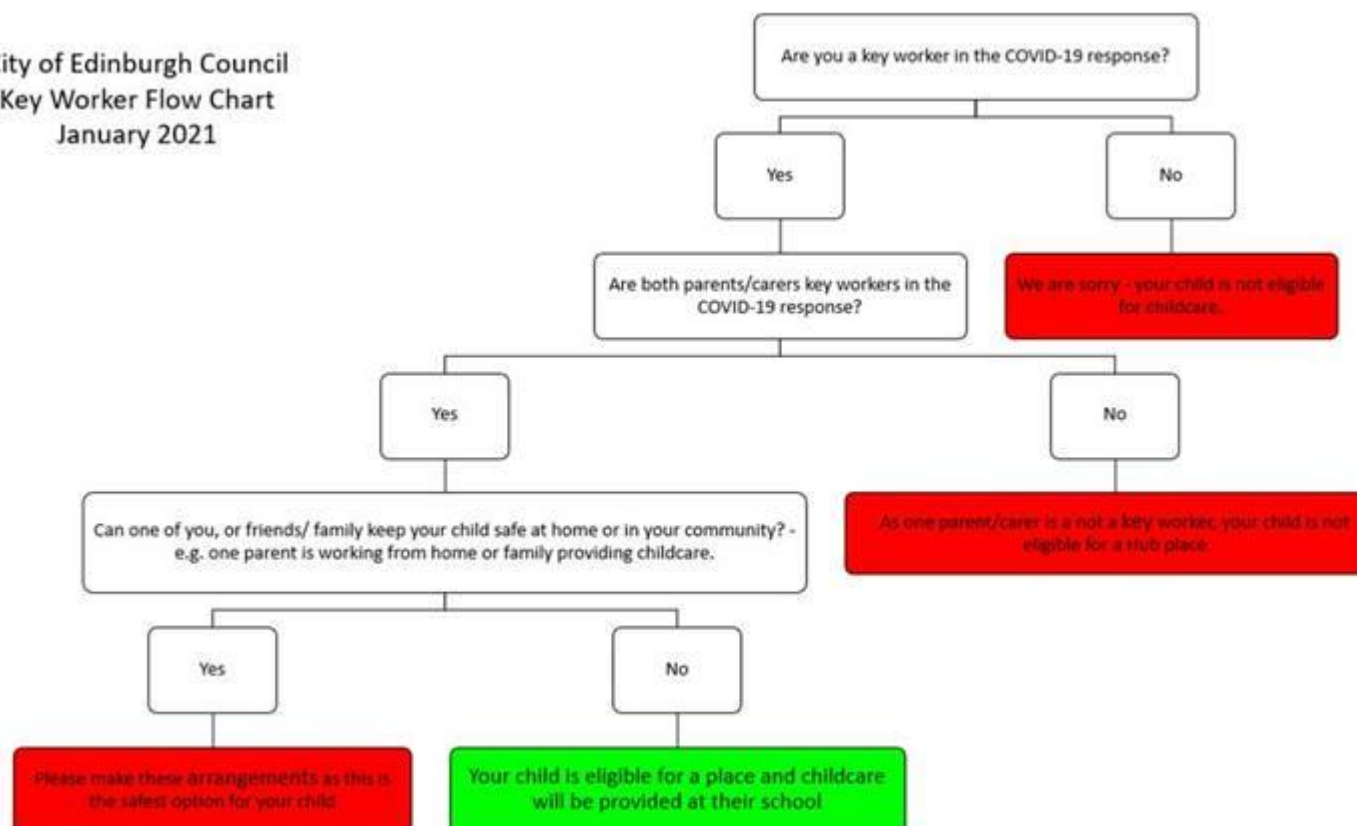 ity of Edinburgh Council
Key Worker Flow Chart
January 2021
Are you a key worker in the COVID-19 response?
Yes
No
Are both parents/carers key workers in the
COVID-19 response?
We are sorry - your child is not eligible
for childcare.
Yes
No
Can one of you, or friends/ family keep your child safe at home or in your community? -
e.g. one parent is working from home or family providing childcare.
As one parent/carer is a not a key worker, your child is not
eligible for a Hub place
Yes
No
Please make these arrangements as this is
the safest option for your child
Your child is eligible for a place and childcare
will be provided at their school